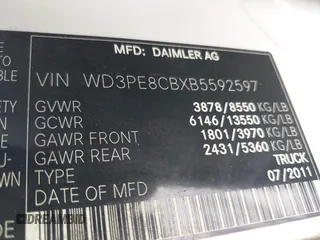 MFD: DAIMLER AG
VIN WD3PE8CBXB5592597
GVWR 3878/8550 KG/LB
GCWR 6146/13550 KG/LB
GAWR FRONT 1801/3970 KG/LB
GAWR REAR 2431/5360 KG/LB
TYPE TRUCK
DATE OF MFD 07/2011